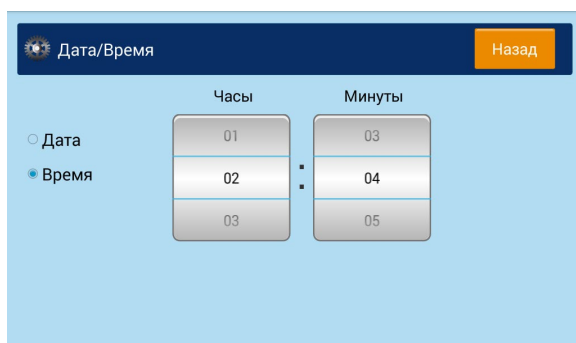 Дата/Время
Назад
Часы
Минуты
Дата
Время
01
03
02
:
04
03
05